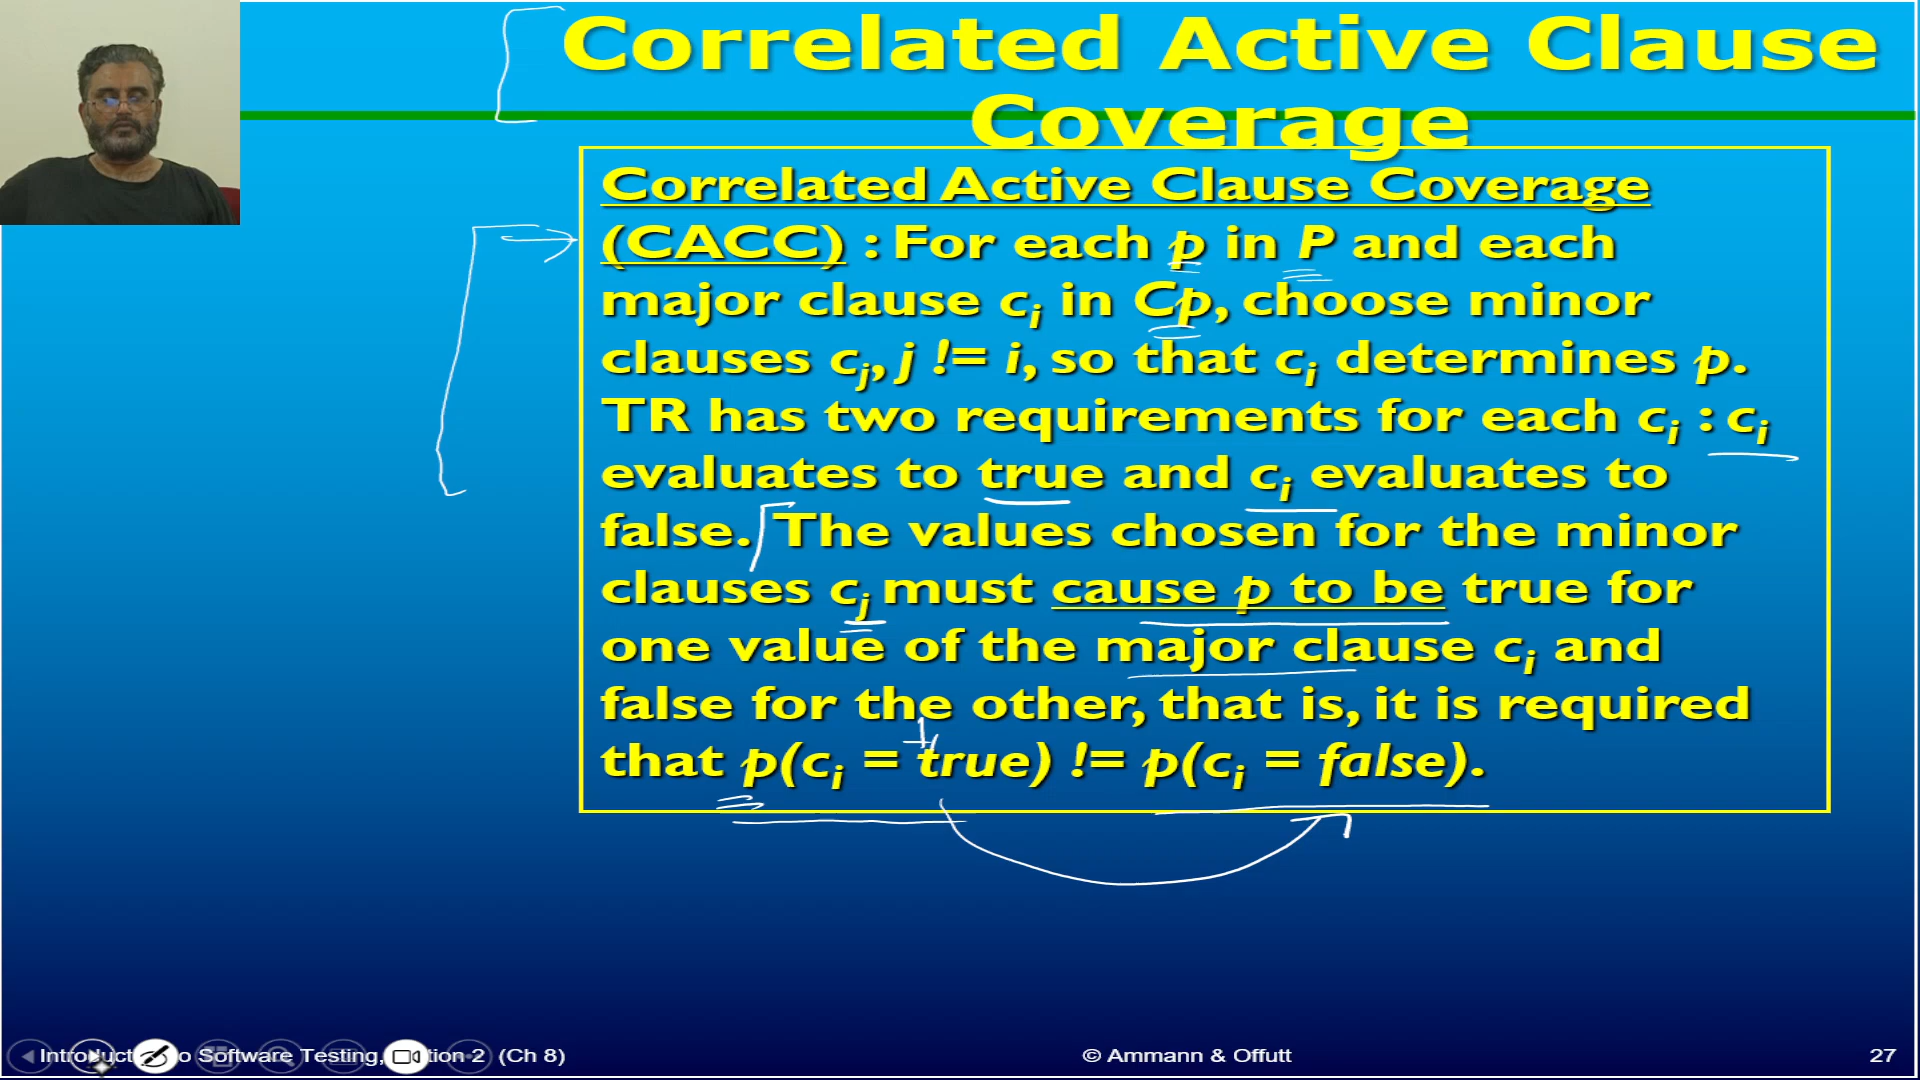 Correlated Active Clause
Coverage
Correlated Active Clause Coverage
(CACC) : For each p in P and each
major clause ci in Cp, choose minor
clauses cj, j != i, so that ci determines p.
TR has two requirements for each ci : ci
evaluates to true and ci evaluates to
false. The values chosen for the minor
clauses cj must cause p to be true for
one value of the major clause ci and
false for the other, that is, it is required
that p(ci = true) != p(ci = false).
Software Testing, (Ch 8)
© Ammann & Offutt
27